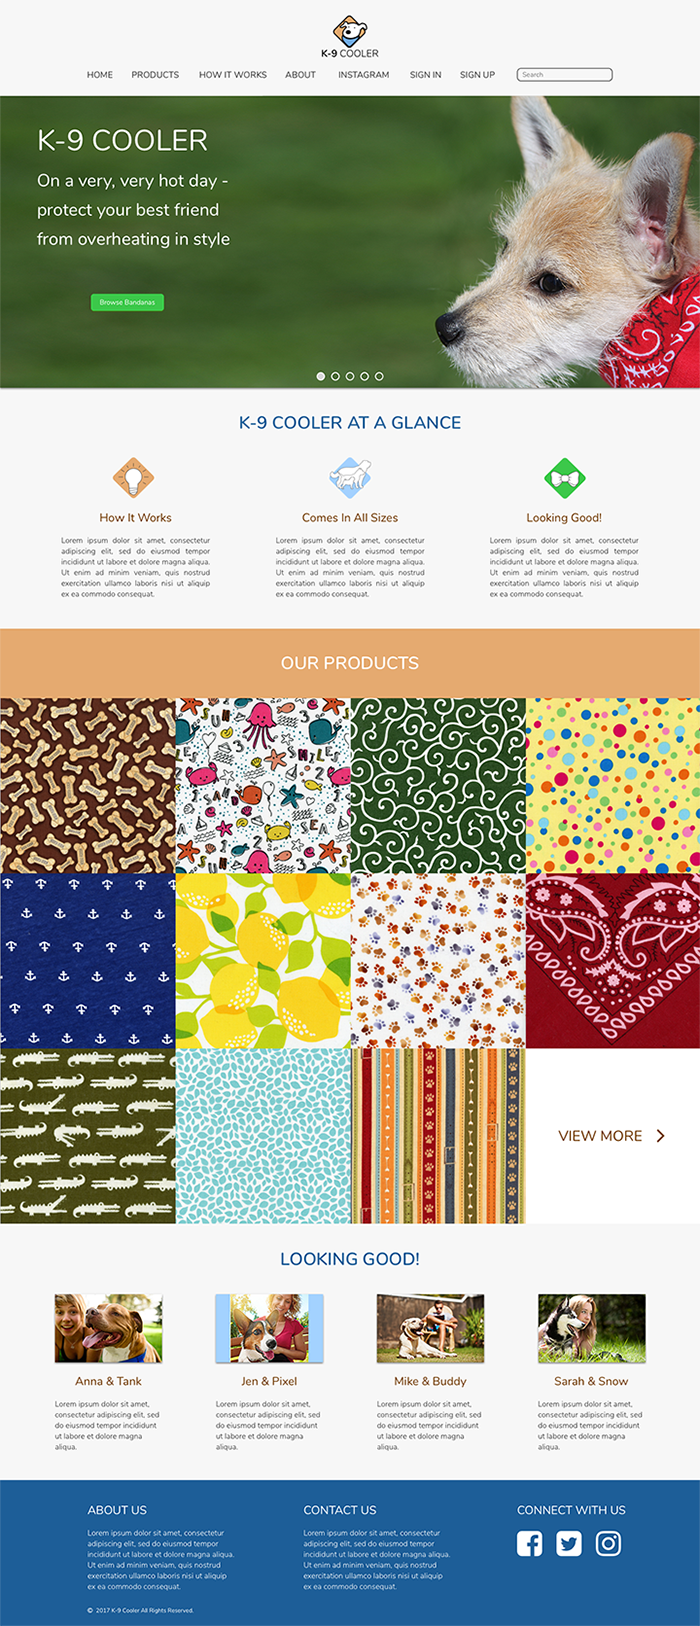 K-9 COOLER
HOME PRODUCTS HOW IT WORKS ABOUT INSTAGRAM SIGN IN SIGN UP Search
K-9 COOLER
On a very, very hot day -
protect your best friend
from overheating in style
Browse Bandanas
K-9 COOLER AT A GLANCE
How It Works
Lorem ipsum dolor sit amet, consectetur
adipiscing elit, sed do eiusmod tempor
incididunt ut labore et dolore magna aliqua.
Ut enim ad minim veniam, quis nostrud
exercitation ullamco laboris nisi ut aliquip
ex ea commodo consequat.
Comes In All Sizes
Lorem ipsum dolor sit amet, consectetur
adipiscing elit, sed do eiusmod tempor
incididunt ut labore et dolore magna aliqua.
Ut enim ad minim veniam, quis nostrud
exercitation ullamco laboris nisi ut aliquip
ex ea commodo consequat.
Looking Good!
Lorem ipsum dolor sit amet, consectetur
adipiscing elit, sed do eiusmod tempor
incididunt ut labore et dolore magna aliqua.
Ut enim ad minim veniam, quis nostrud
exercitation ullamco laboris nisi ut aliquip
ex ea commodo consequat.
OUR PRODUCTS
VIEW MORE
LOOKING GOOD!
Anna & Tank
Lorem ipsum dolor sit amet,
consectetur adipiscing elit, sed
do eiusmod tempor incididunt
ut labore et dolore magna
aliqua.
Jen & Pixel
Lorem ipsum dolor sit amet,
consectetur adipiscing elit, sed
do eiusmod tempor incididunt
ut labore et dolore magna
aliqua.
Mike & Buddy
Lorem ipsum dolor sit amet,
consectetur adipiscing elit, sed
do eiusmod tempor incididunt
ut labore et dolore magna
aliqua.
Sarah & Snow
Lorem ipsum dolor sit amet,
consectetur adipiscing elit, sed
do eiusmod tempor incididunt
ut labore et dolore magna
aliqua.
ABOUT US
Lorem ipsum dolor sit amet, consectetur
adipiscing elit, sed do eiusmod tempor
incididunt ut labore et dolore magna aliqua.
Ut enim ad minim veniam, quis nostrud
exercitation ullamco laboris nisi ut aliquip
ex ea commodo consequat.
CONTACT US
Lorem ipsum dolor sit amet, consectetur
adipiscing elit, sed do eiusmod tempor
incididunt ut labore et dolore magna aliqua.
Ut enim ad minim veniam, quis nostrud
exercitation ullamco laboris nisi ut aliquip
ex ea commodo consequat.
CONNECT WITH US
© 2017 K-9 Cooler All Rights Reserved.